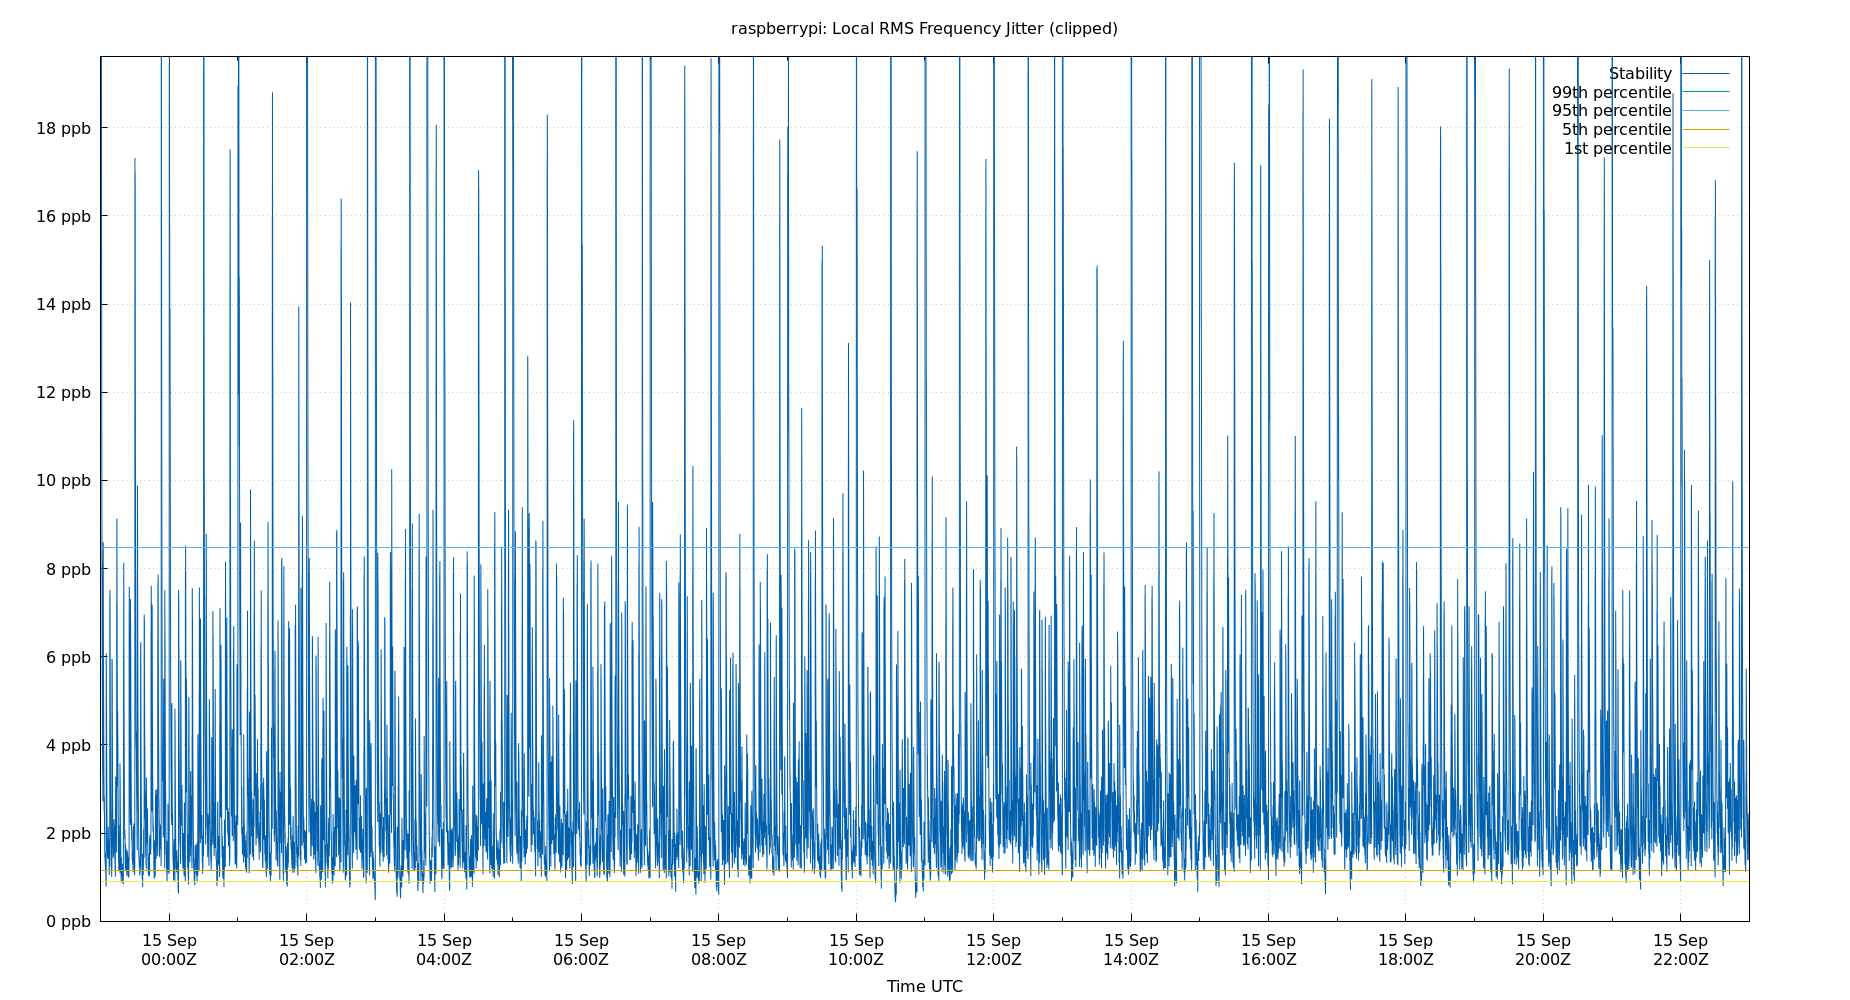 raspberrypi: Local RMS Frequency Jitter (clipped)
Stability
99th percentile
95th percentile
5th percentile
1st percentile
18 ppb
16 ppb
14 ppb
12 ppb
10 ppb
8 ppb
6 ppb
4 ppb
2 ppb
0 ppb
15 Sep 15 Sep 15 Sep 15 Sep 15 Sep 15 Sep 15 Sep 15 Sep 15 Sep 15 Sep 15 Sep 15 Sep
00:00Z 02:00Z 04:00Z 06:00Z 08:00Z 10:00Z 12:00Z 14:00Z 16:00Z 18:00Z 20:00Z 22:00Z
Time UTC